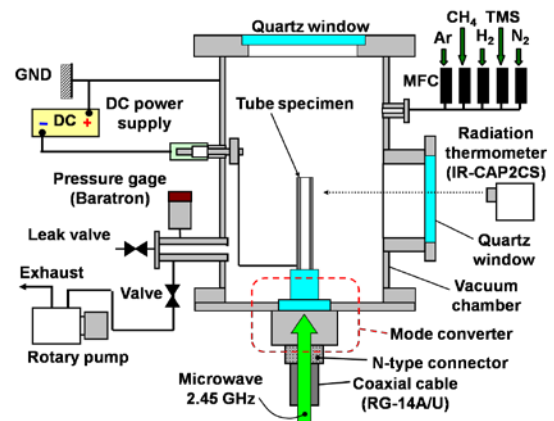 Quartz window
CH4 TMS
Ar H2 N2
MFC
GND
DC power
supply
- DC +
Tube specimen
Radiation
thermometer
(IR-CAP2CS)
Pressure gage
(Baratron)
Leak valve
Quartz
window
Exhaust
Valve
Vacuum
chamber
Mode converter
Rotary pump
N-type connector
Microwave
2.45 GHz
Coaxial cable
(RG-14A/U)